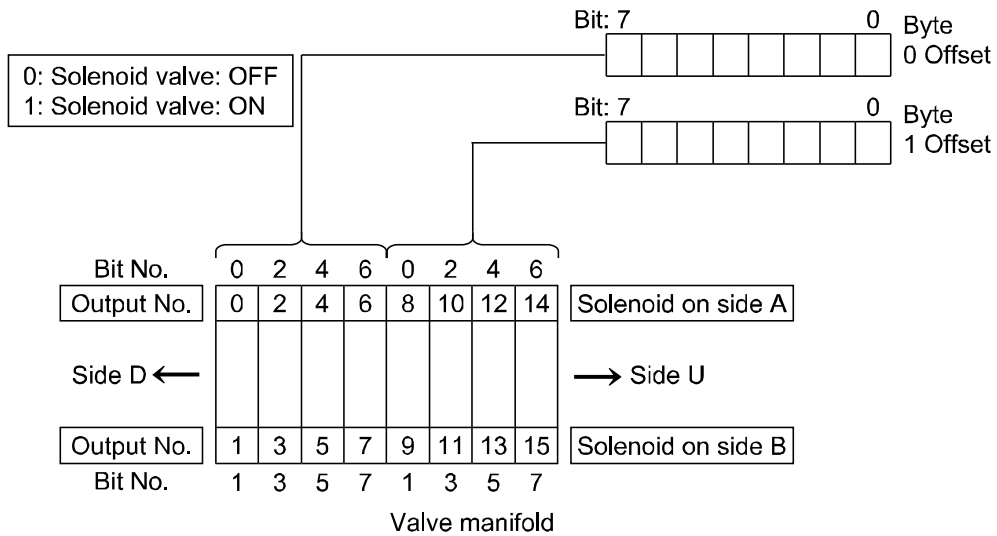 Bit: 7 0 Byte 0 Offset
0: Solenoid valve: OFF
1: Solenoid valve: ON
Bit: 7 0 Byte 1 Offset
Bit No. 0 2 4 6 0 2 4 6
Output No. 0 2 4 6 8 10 12 14 Solenoid on side A
Side D Side U
Output No. 1 3 5 7 9 11 13 15 Solenoid on side B
Bit No. 1 3 5 7 1 3 5 7
Valve manifold